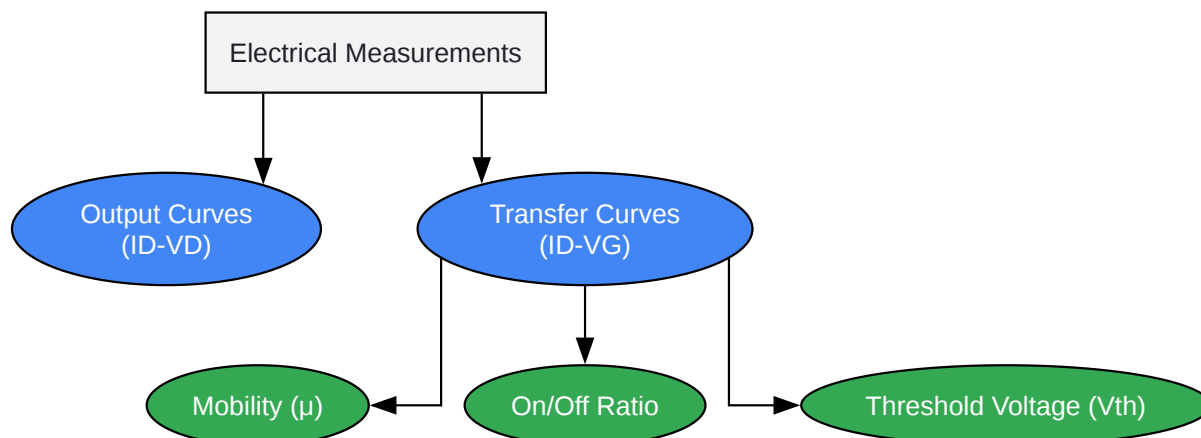 Electrical Measurements
Output Curves
(ID-VD)
Transfer Curves
(ID-VG)
Mobility (μ)
On/Off Ratio
Threshold Voltage (Vth)